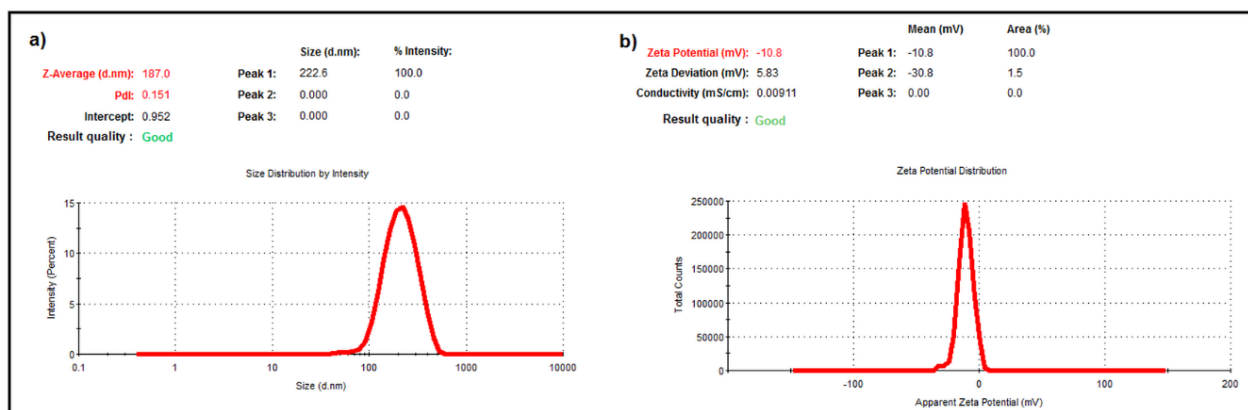 a)
Size (d.nm): % Intensity:
Z-Average (d.nm): 187.0 Peak 1: 222.6 100.0
PdI: 0.151 Peak 2: 0.000 0.0
Intercept: 0.952 Peak 3: 0.000 0.0
Result quality : Good
Size Distribution by Intensity
Intensity (Percent)
15
10
5
0
0.1 1 10 100 1000 10000
Size (d.nm)
b)
Mean (mV) Area (%)
Zeta Potential (mV): -10.8 Peak 1: -10.8 100.0
Zeta Deviation (mV): 5.83 Peak 2: -30.8 1.5
Conductivity (mS/cm): 0.00911 Peak 3: 0.00 0.0
Result quality : Good
Zeta Potential Distribution
Total Counts
250000
200000
150000
100000
50000
0
-100 0 100 200
Apparent Zeta Potential (mV)